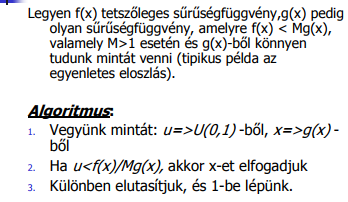 Legyen f(x) tetszőleges sűrűségfüggvény,g(x) pedig
olyan sűrűségfüggvény, amelyre f(x) < Mg(x),
valamely M>1 esetén és g(x)-ből könnyen
tudunk mintát venni (tipikus példa az
egyenletes eloszlás).
Algoritmus:
1. Vegyünk mintát: u=>U(0,1) -ből, x=>g(x) -
ből
2. Ha u<f(x)/Mg(x), akkor x-et elfogadjuk
3. Különben elutasítjuk, és 1-be lépünk.